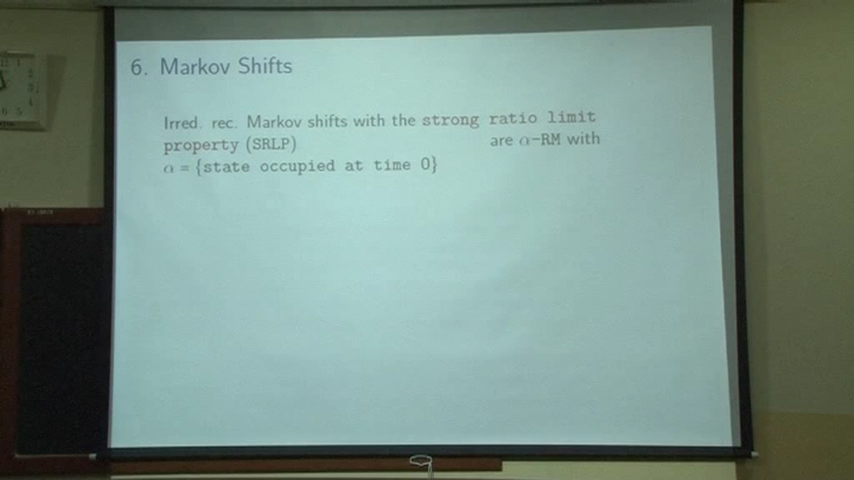 6. Markov Shifts
Irred. rec. Markov shifts with the strong ratio limit
property (SRLP) are α-RM with
α = {state occupied at time 0}